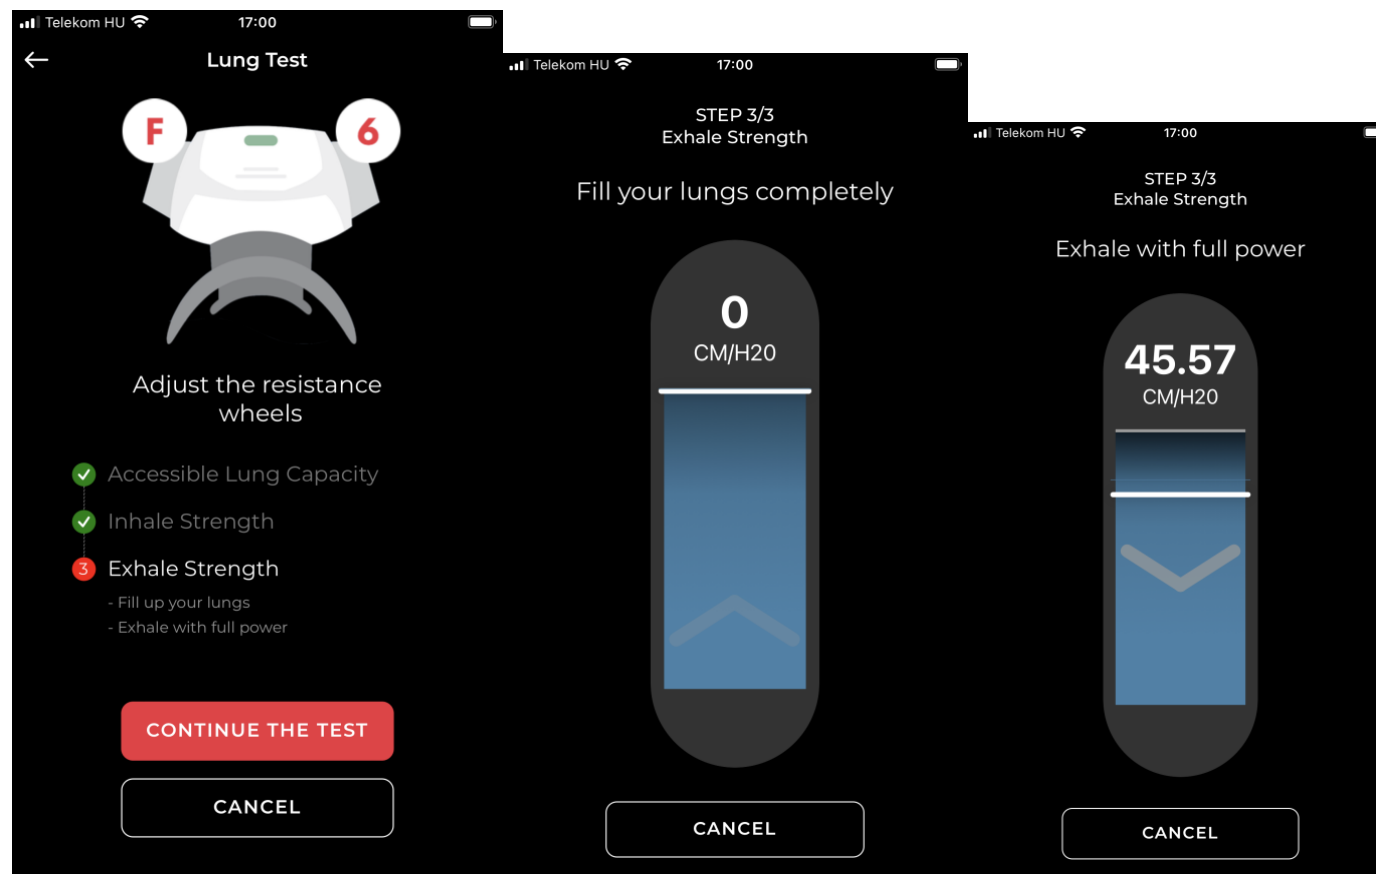 Telekom HU 17:00
Lung Test
F 6
Adjust the resistance
wheels
Accessible Lung Capacity
Inhale Strength
3 Exhale Strength
- Fill up your lungs
- Exhale with full power
CONTINUE THE TEST
CANCEL
Telekom HU 17:00
STEP 3/3
Exhale Strength
Fill your lungs completely
0
CM/H20
CANCEL
Telekom HU 17:00
STEP 3/3
Exhale Strength
Exhale with full power
45.57
CM/H20
CANCEL